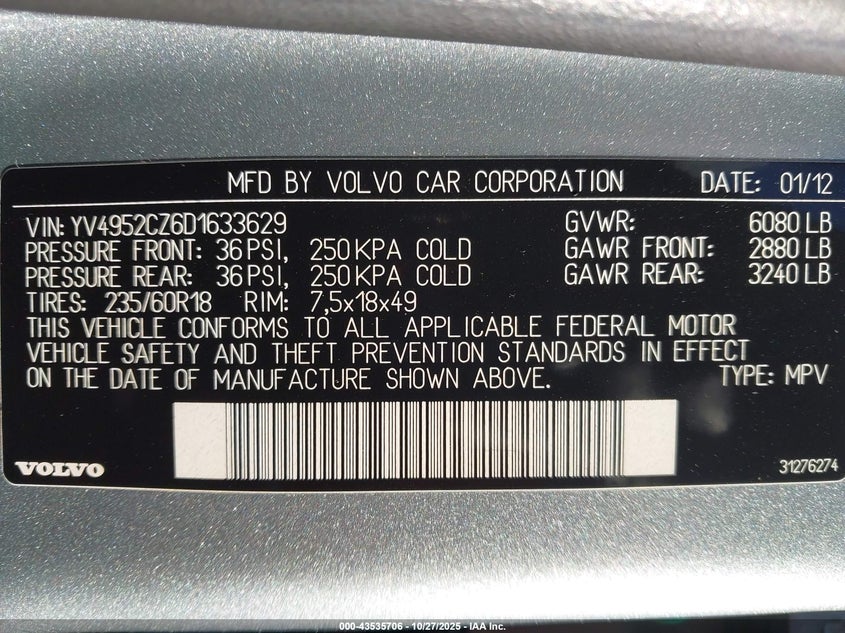 MFD BY VOLVO CAR CORPORATION DATE: 01/12
VIN: YV4952CZ6D1633629 GVWR: 6080 LB
PRESSURE FRONT: 36 PSI, 250 KPA COLD GAWR FRONT: 2880 LB
PRESSURE REAR: 36 PSI, 250 KPA COLD GAWR REAR: 3240 LB
TIRES: 235/60R18 RIM: 7,5x18x49
THIS VEHICLE CONFORMS TO ALL APPLICABLE FEDERAL MOTOR
VEHICLE SAFETY AND THEFT PREVENTION STANDARDS IN EFFECT
ON THE DATE OF MANUFACTURE SHOWN ABOVE. TYPE: MPV
VOLVO 31276274
000-43535706 - 10/27/2025 - IAA Inc.